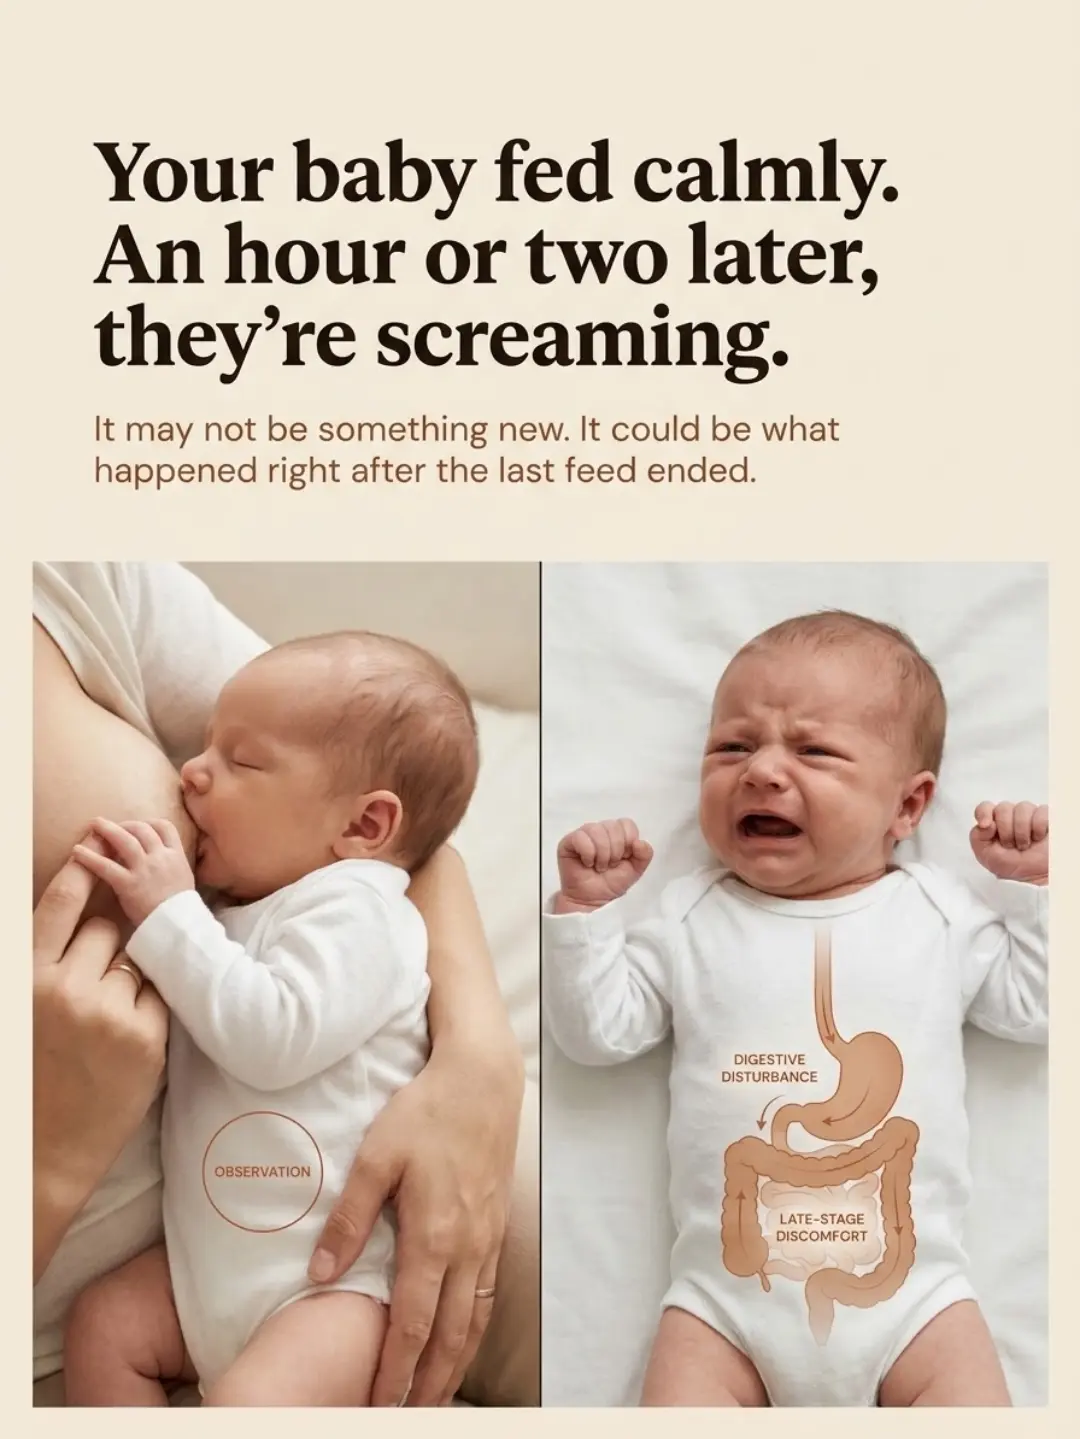 Your baby fed calmly.
An hour or two later,
they’re screaming.
It may not be something new. It could be what
happened right after the last feed ended.
OBSERVATION
DIGESTIVE
DISTURBANCE
LATE-STAGE
DISCOMFORT